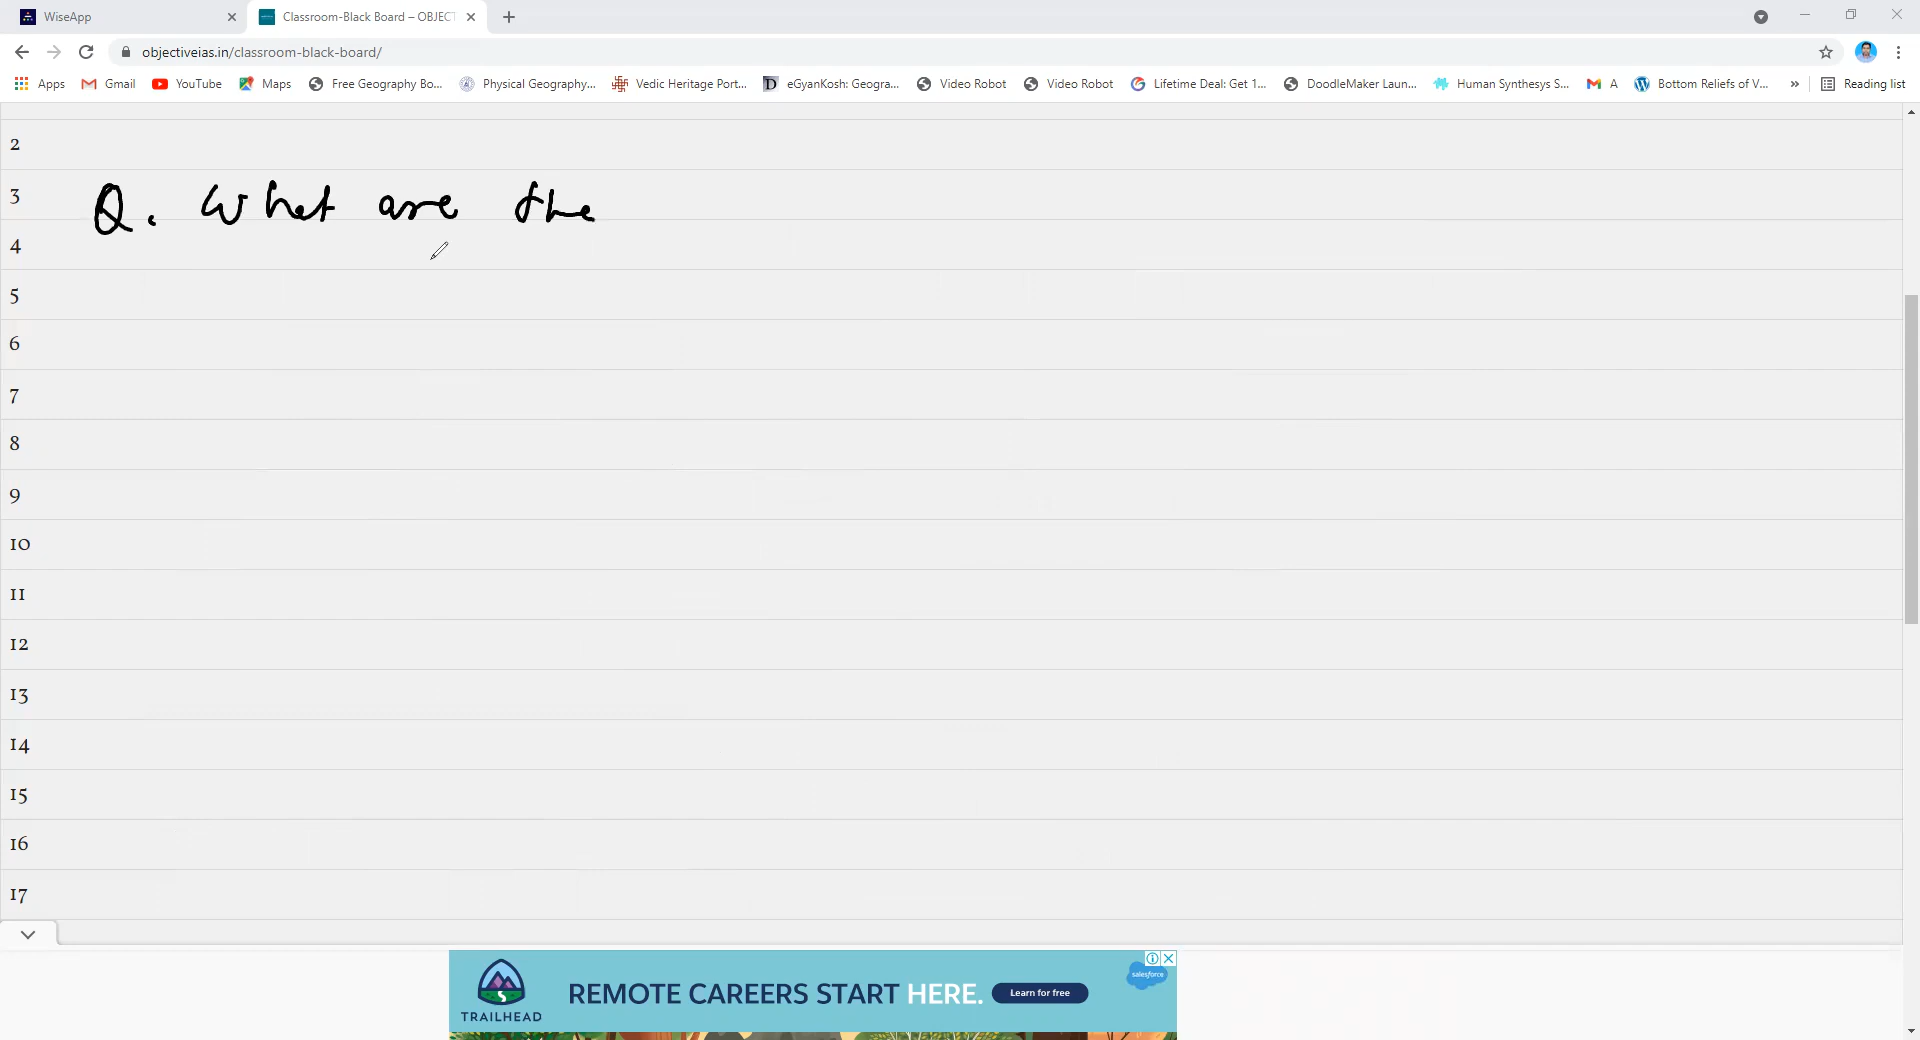 WiseApp
Classroom-Black Board – OBJECT
objectiveias.in/classroom-black-board/
Apps Gmail YouTube Maps Free Geography Bo... Physical Geography... Vedic Heritage Port... eGyanKosh: Geogra... Video Robot Video Robot Lifetime Deal: Get 1... DoodleMaker Laun... Human Synthesys S... A Bottom Reliefs of V... » Reading list
2
3 Q. What are the
4
5
6
7
8
9
10
11
12
13
14
15
16
17
TRAILHEAD REMOTE CAREERS START HERE. Learn for free salesforce